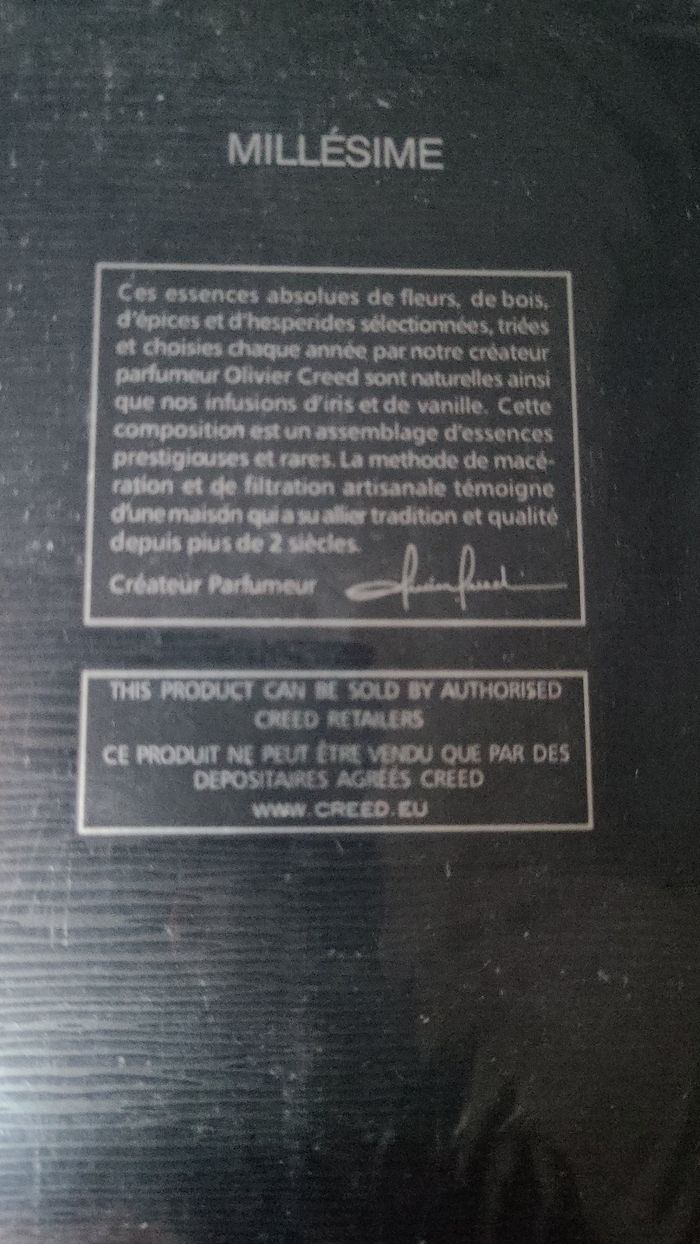 MILLÉSIME
Ces essences absolues de fleurs, de bois,
d'épices et d'hesperides sélectionnées, triées
et choisies chaque année par notre créateur
parfumeur Olivier Creed sont naturelles ainsi
que nos infusions d'iris et de vanille. Cette
composition est un assemblage d'essences
prestigiouses et rares. La methode de macé-
ration et de filtration artisanale témoigne
d'une maison qui a su allier tradition et qualité
depuis plus de 2 siècles.
Créateur Parfumeur
THIS PRODUCT CAN BE SOLD BY AUTHORISED
CREED RETAILERS
CE PRODUIT NE PEUT ÊTRE VENDU QUE PAR DES
DEPOSITAIRES AGRÉÉS CREED
WWW.CREED.EU